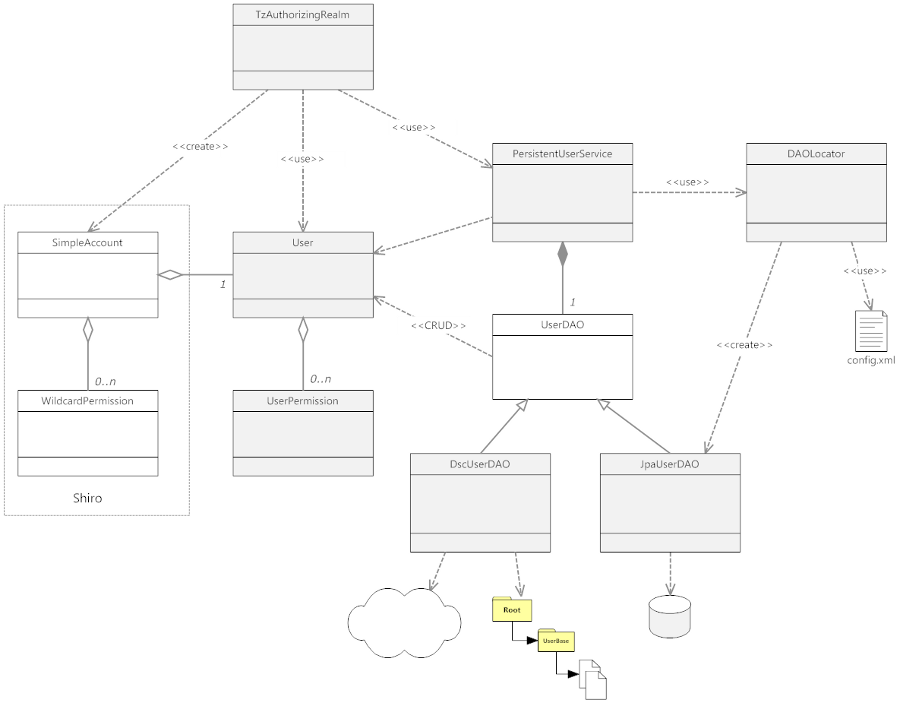 TzAuthorizingRealm
<<create>>
<<use>>
<<use>>
PersistentUserService
<<use>>
DAOLocator
SimpleAccount
User
1
<<CRUD>>
1
UserDAO
<<use>>
<<create>>
config.xml
0..n
0..n
WildcardPermission
UserPermission
Shiro
DscUserDAO
JpaUserDAO
Root
UserBase